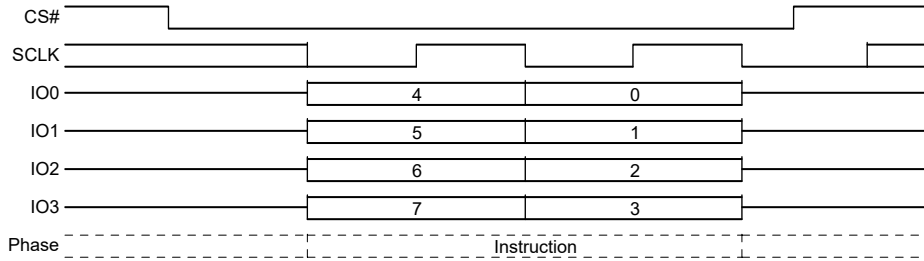 CS#
SCLK
IO0 4 0
IO1 5 1
IO2 6 2
IO3 7 3
Phase Instruction